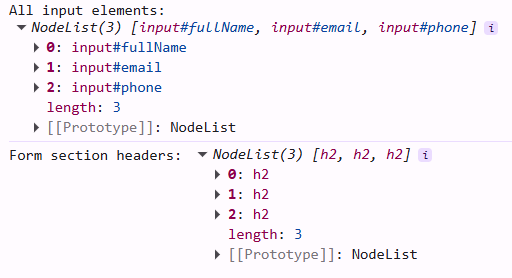 All input elements:
▼ NodeList(3) [input#fullName, input#email, input#phone] i
▶ 0: input#fullName
▶ 1: input#email
▶ 2: input#phone
length: 3
▶ [[Prototype]]: NodeList
Form section headers: ▼ NodeList(3) [h2, h2, h2] i
▶ 0: h2
▶ 1: h2
▶ 2: h2
length: 3
▶ [[Prototype]]: NodeList